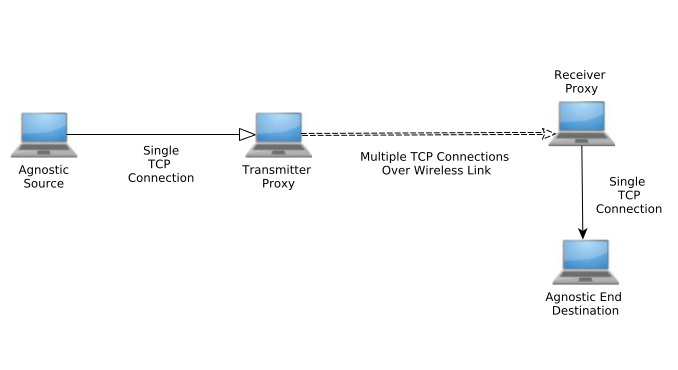 Receiver
Proxy
Agnostic
Source
Single
TCP
Connection
Transmitter
Proxy
Multiple TCP Connections
Over Wireless Link
Single
TCP
Connection
Agnostic End
Destination